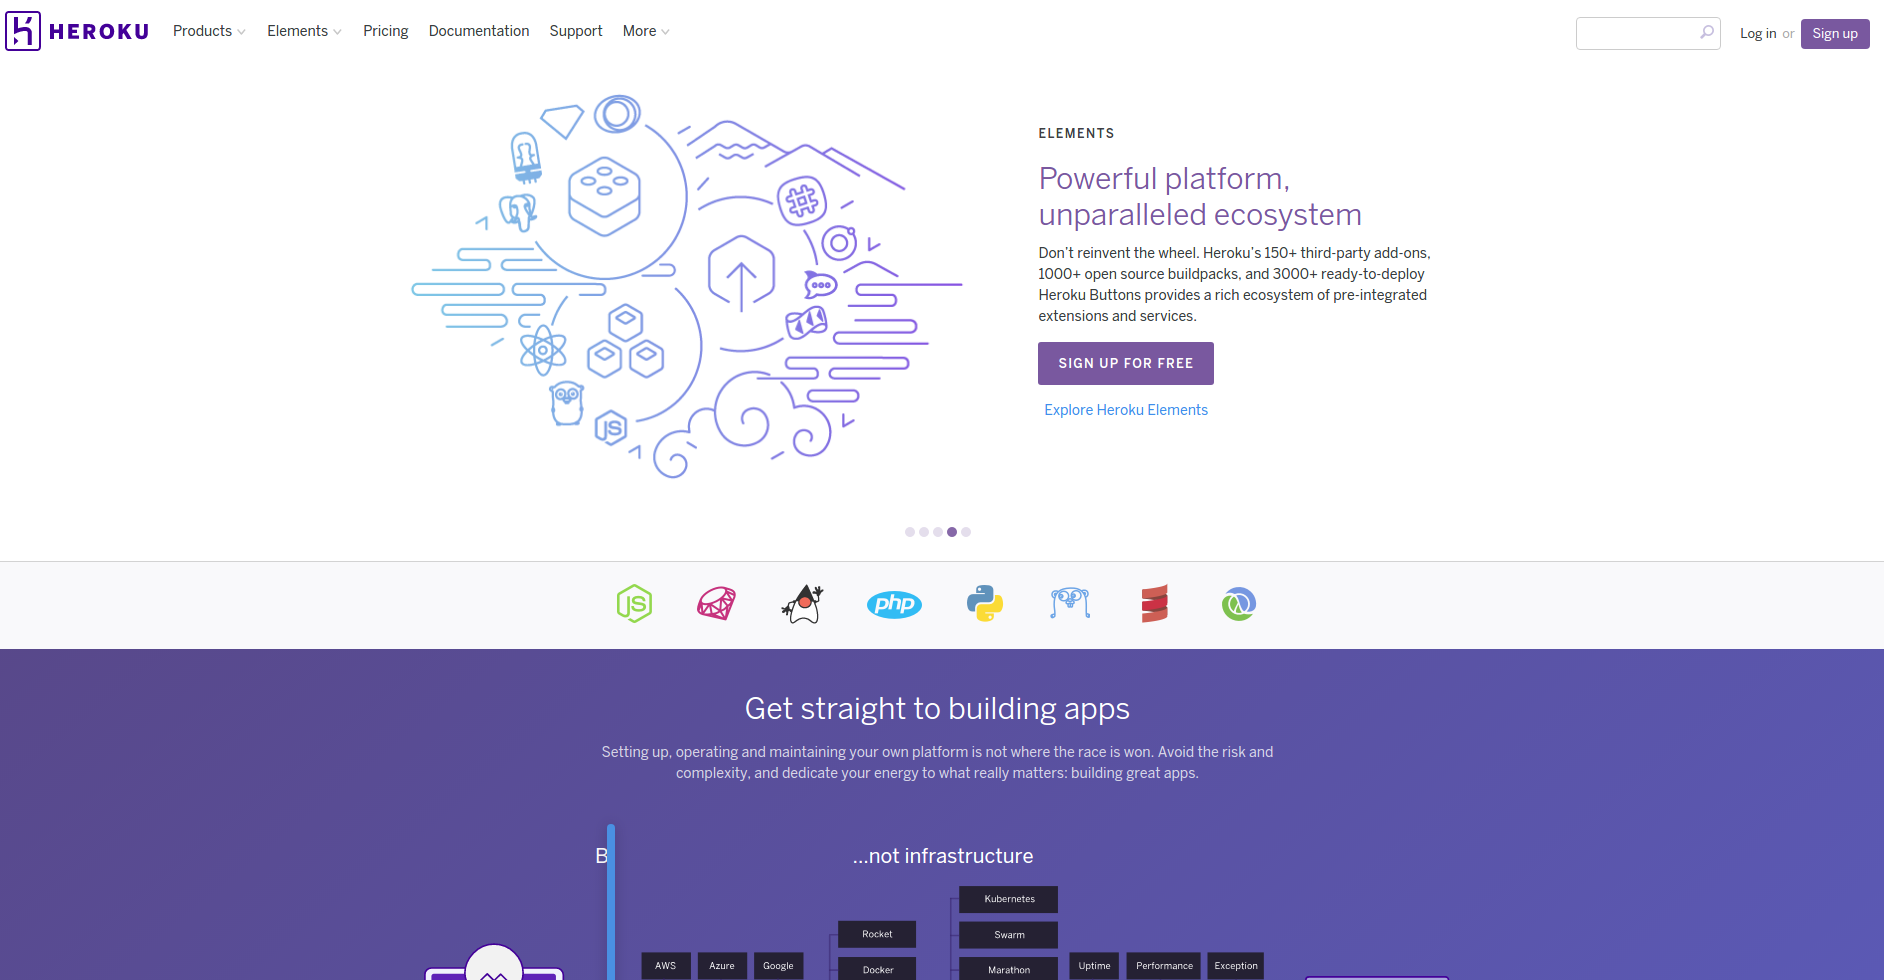 HEROKU Products Elements Pricing Documentation Support More Log in or Sign up
ELEMENTS
Powerful platform,
unparalleled ecosystem
Don't reinvent the wheel. Heroku's 150+ third-party add-ons,
1000+ open source buildpacks, and 3000+ ready-to-deploy
Heroku Buttons provides a rich ecosystem of pre-integrated
extensions and services.
SIGN UP FOR FREE
Explore Heroku Elements
JS
JS php
Get straight to building apps
Setting up, operating and maintaining your own platform is not where the race is won. Avoid the risk and
complexity, and dedicate your energy to what really matters: building great apps.
B ...not infrastructure
Kubernetes
Rocket Swarm
AWS Azure Google Docker Marathon Uptime Performance Exception